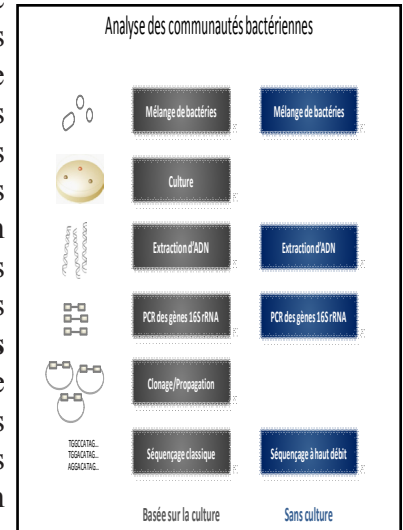 Analyse des communautés bactériennes
Mélange de bactéries Mélange de bactéries
Culture
Extraction d'ADN Extraction d'ADN
PCR des gènes 16S rRNA PCR des gènes 16S rRNA
Clonage/Propagation
TGGCCATAG...
TGGACATAG...
AGGACATAG...
Séquençage classique Séquençage à haut débit
Basée sur la culture Sans culture